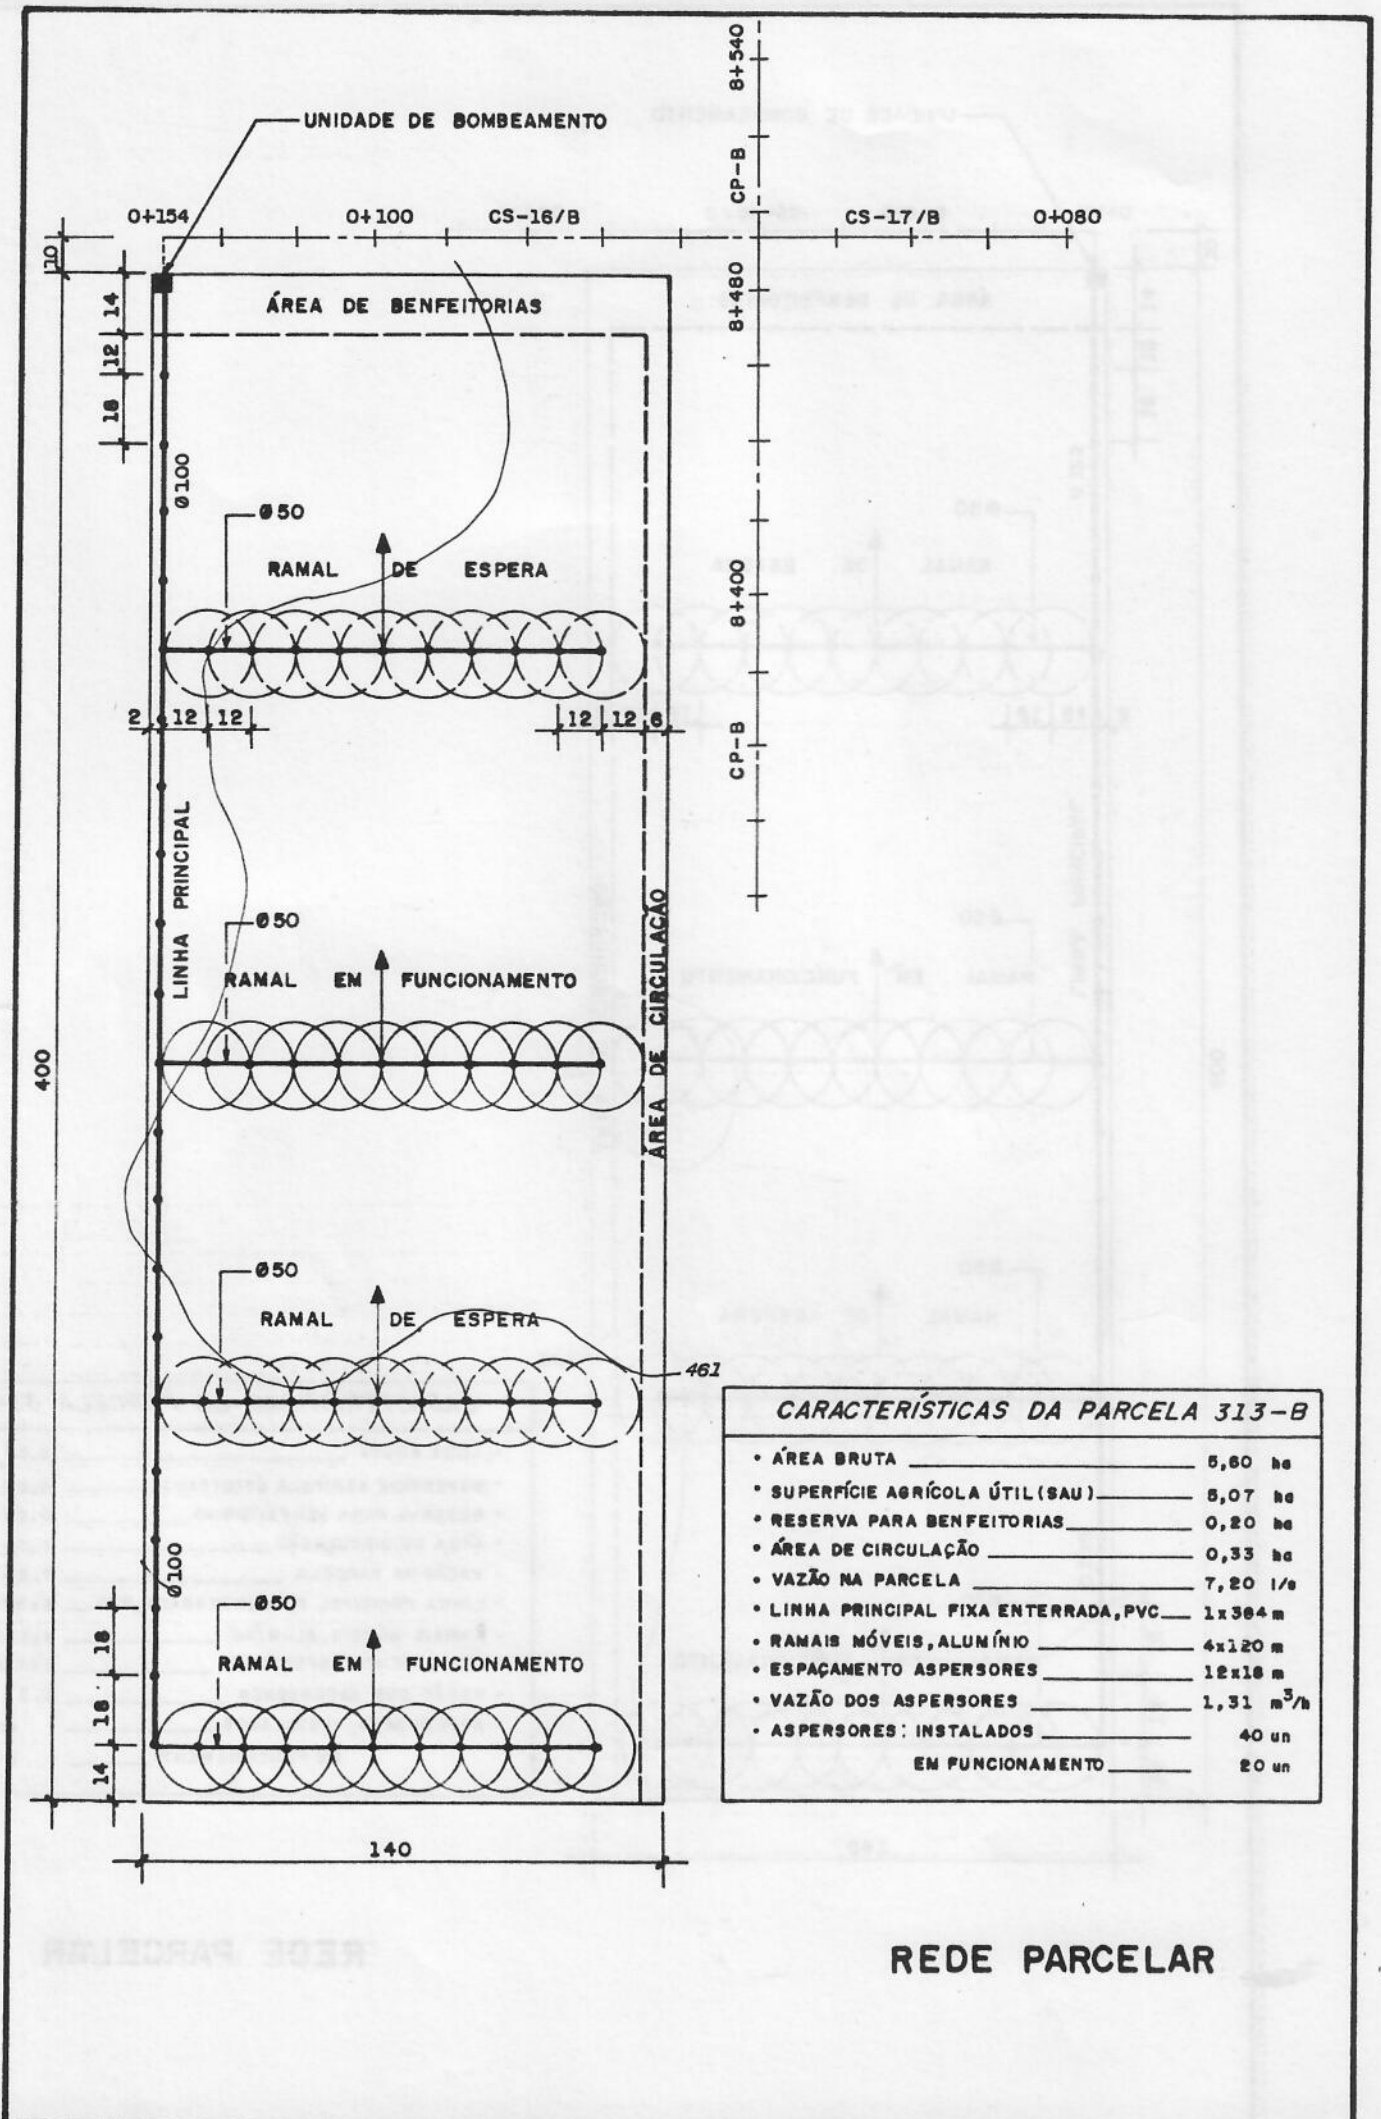 8+540
UNIDADE DE BOMBEAMENTO
CP-B
0+154
0+100
CS-16/B
CS-17/B
0+080
10
14
ÁREA DE BENFEITORIAS
8+480
12
18
Ø100
Ø50
RAMAL DE ESPERA
8+400
2
12
12
12
12
6
CP-B
LINHA PRINCIPAL
Ø50
RAMAL EM FUNCIONAMENTO
ÁREA DE CIRCULAÇÃO
400
Ø50
RAMAL DE ESPERA
461
CARACTERÍSTICAS DA PARCELA 313-B
• ÁREA BRUTA 5,60 ha
• SUPERFÍCIE AGRÍCOLA ÚTIL(SAU) 5,07 ha
• RESERVA PARA BENFEITORIAS 0,20 ha
• ÁREA DE CIRCULAÇÃO 0,33 ha
• VAZÃO NA PARCELA 7,20 l/s
• LINHA PRINCIPAL FIXA ENTERRADA, PVC 1x384 m
• RAMAIS MÓVEIS, ALUMÍNIO 4x120 m
• ESPAÇAMENTO ASPERSORES 12x18 m
• VAZÃO DOS ASPERSORES 1,31 m³/h
• ASPERSORES: INSTALADOS 40 un
EM FUNCIONAMENTO 20 un
Ø100
Ø50
18
RAMAL EM FUNCIONAMENTO
18
14
140
REDE PARCELAR